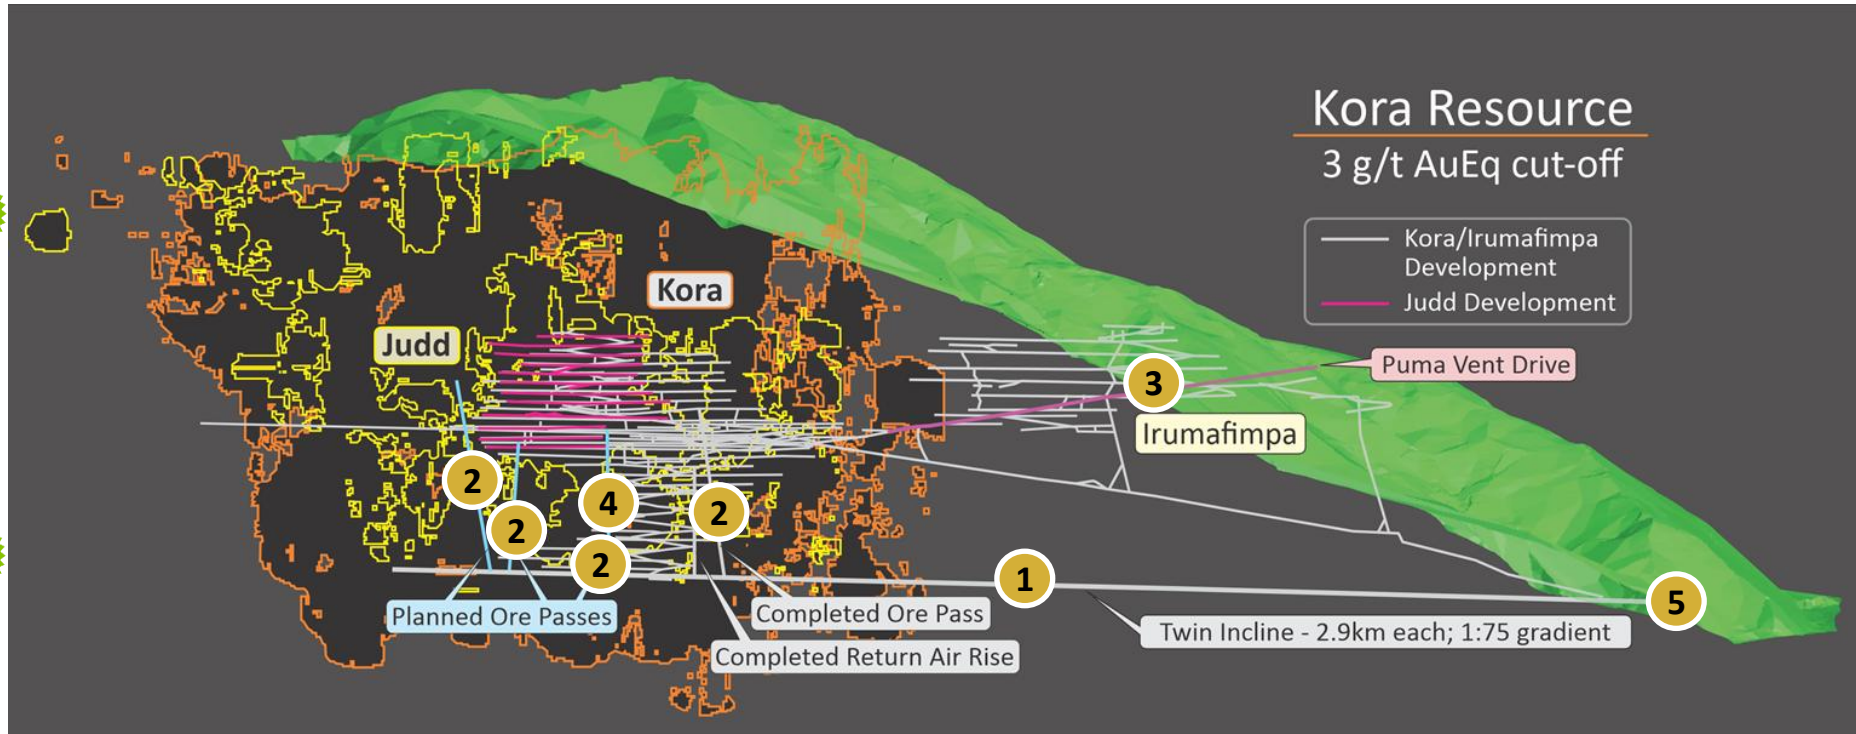 Kora Resource
3 g/t AuEq cut-off
Kora/Irumafimpa
Development
Judd Development
Kora
Judd
Puma Vent Drive
3
Irumafimpa
2
4
2
2
2
1
5
Planned Ore Passes
Completed Ore Pass
Twin Incline - 2.9km each; 1:75 gradient
Completed Return Air Rise